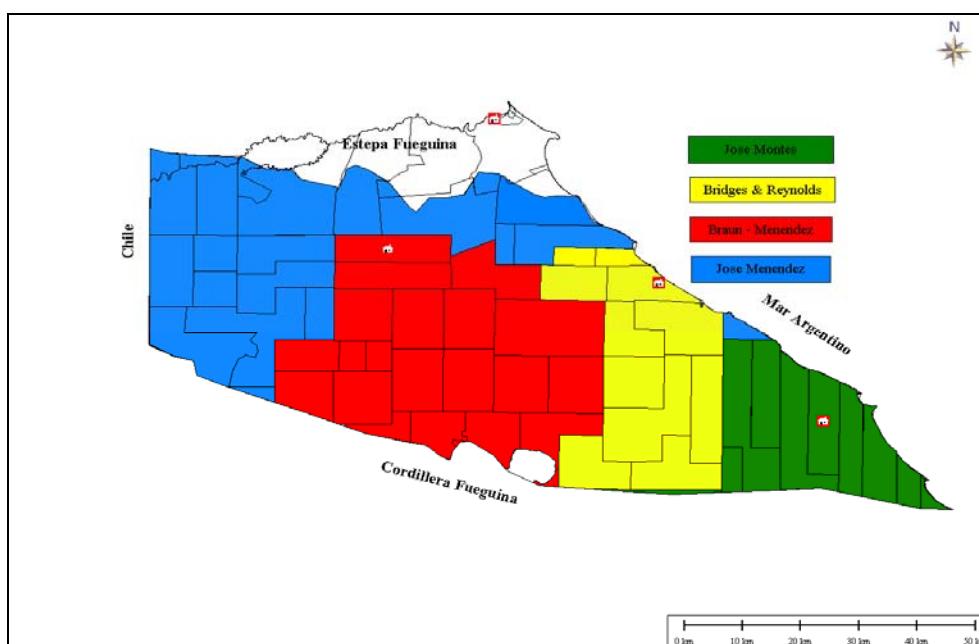 N
Estepa Fueguina
Jose Montes
Bridges & Reynolds
Braun - Menendez
Jose Menendez
Chile
Mar Argentino
Cordillera Fueguina
0 km 10 km 20 km 30 km 40 km